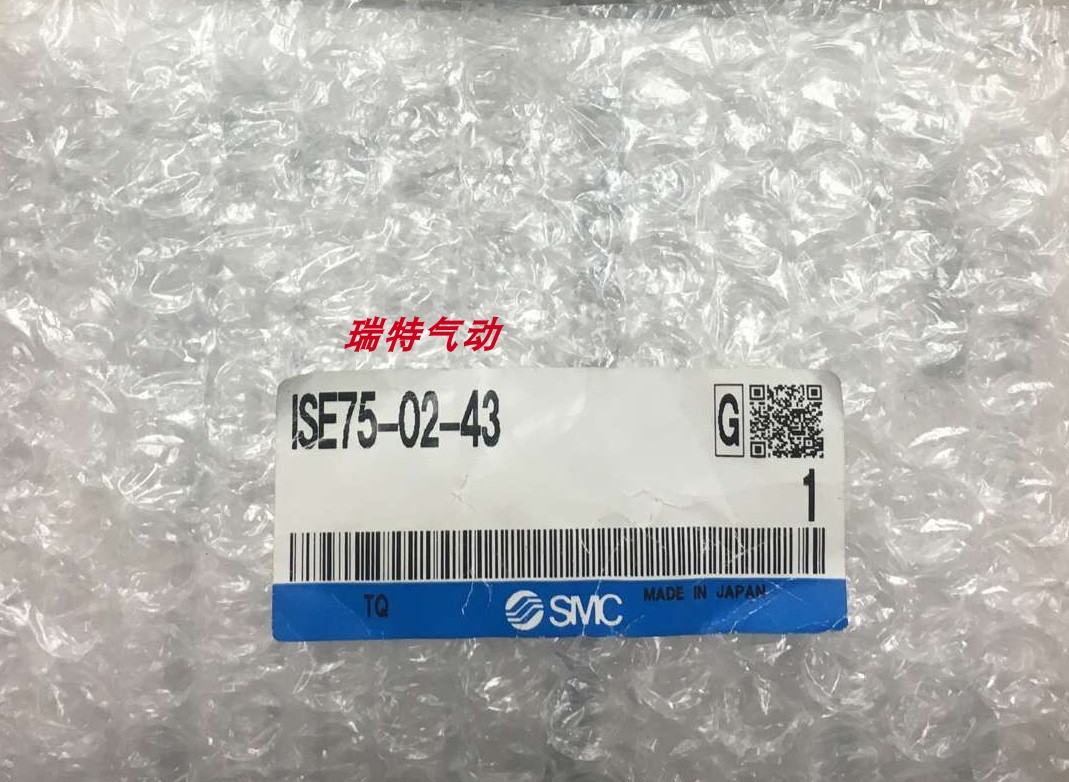 瑞特气动
ISE75-02-43
G
1
TQ
SMC
MADE IN JAPAN